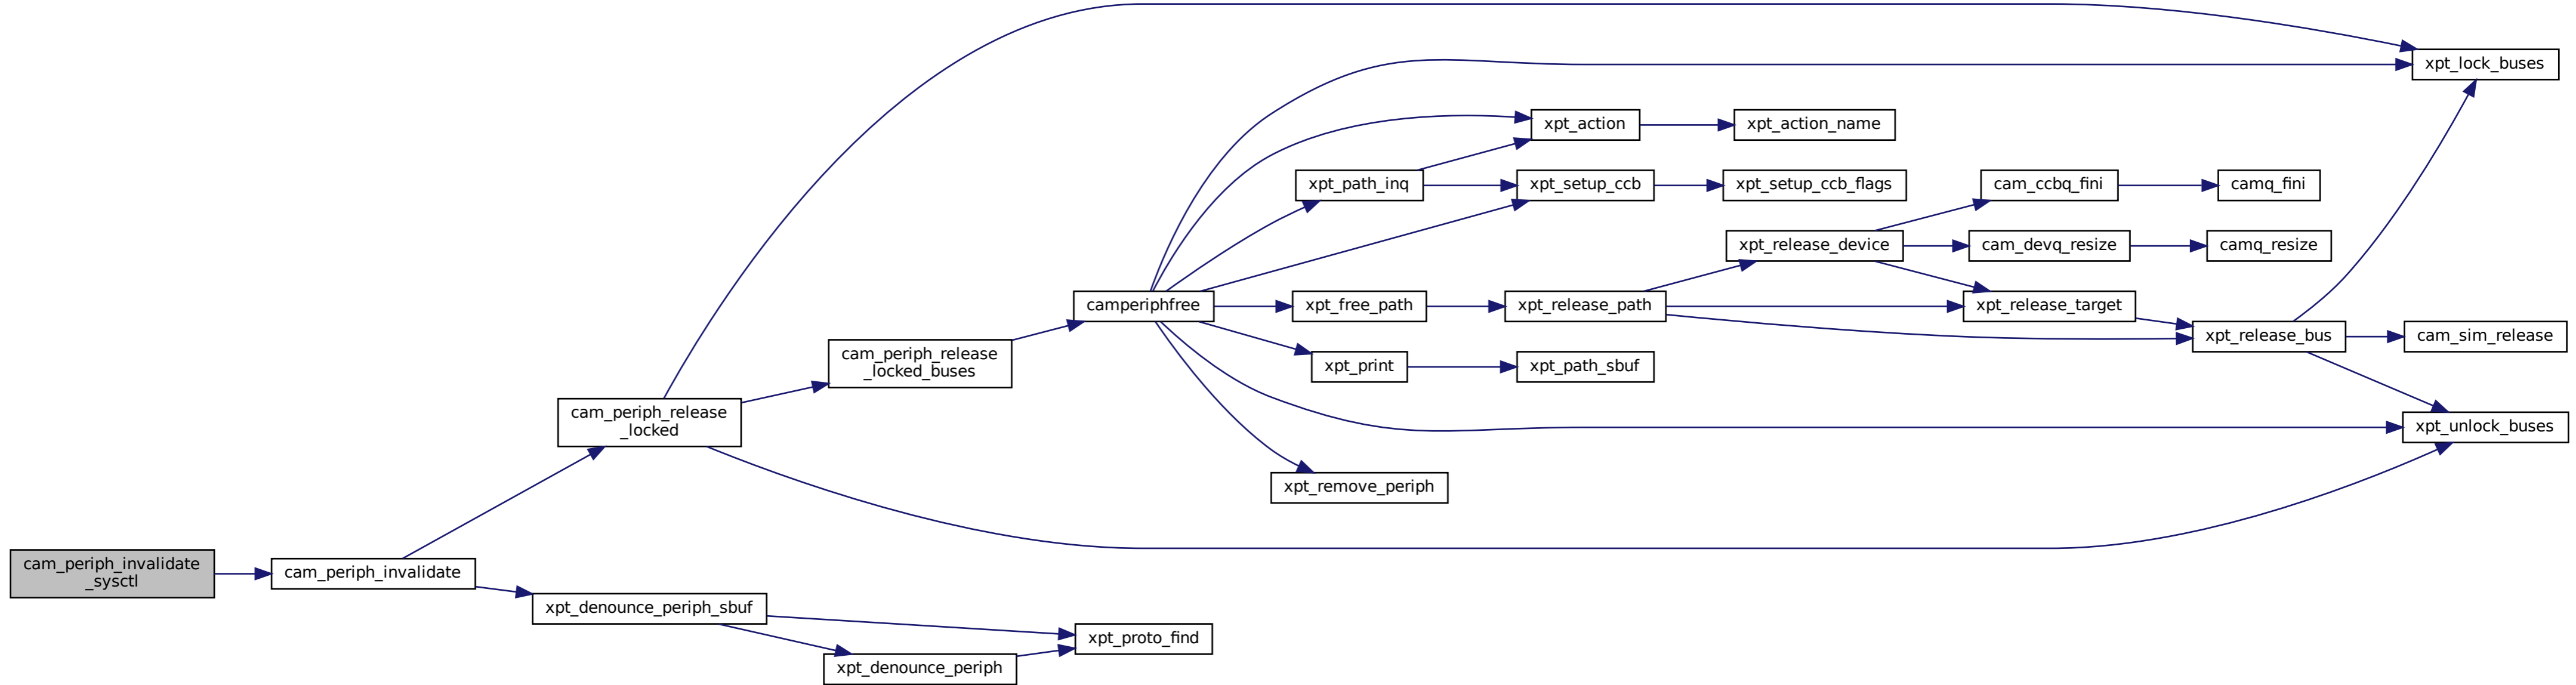 xpt_lock_buses
xpt_action
xpt_action_name
xpt_path_inq
xpt_setup_ccb
xpt_setup_ccb_flags
cam_ccbq_fini
camq_fini
xpt_release_device
cam_devq_resize
camq_resize
camperiphfree
xpt_free_path
xpt_release_path
xpt_release_target
xpt_release_bus
cam_sim_release
cam_periph_release
_locked_buses
xpt_print
xpt_path_sbuf
cam_periph_release
_locked
xpt_unlock_buses
xpt_remove_periph
cam_periph_invalidate
_sysctl
cam_periph_invalidate
xpt_denounce_periph_sbuf
xpt_proto_find
xpt_denounce_periph